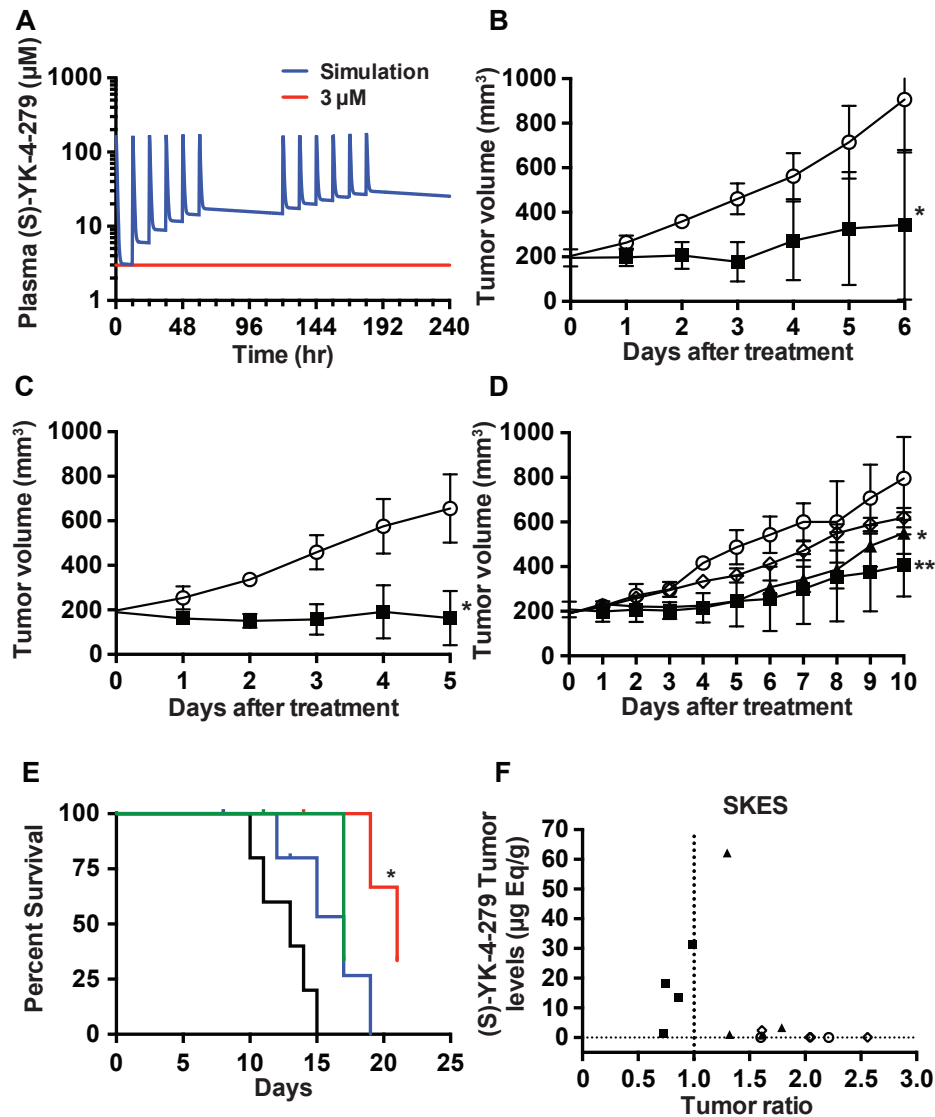 A
Plasma (S)-YK-4-279 (µM)
1000
100
10
1
Simulation
3 µM
0 48 96 144 192 240
Time (hr)
B
Tumor volume (mm³)
1000
800
600
400
200
0
*
0 1 2 3 4 5 6
Days after treatment
C
Tumor volume (mm³)
1000
800
600
400
200
0
*
0 1 2 3 4 5
Days after treatment
D
Tumor volume (mm³)
1000
800
600
400
200
0
*
**
0 1 2 3 4 5 6 7 8 9 10
Days after treatment
E
Percent Survival
100
75
50
25
0
*
0 5 10 15 20 25
Days
F
SKES
(S)-YK-4-279 Tumor
levels (µg Eq/g)
70
60
50
40
30
20
10
0
0.0 0.5 1.0 1.5 2.0 2.5 3.0
Tumor ratio